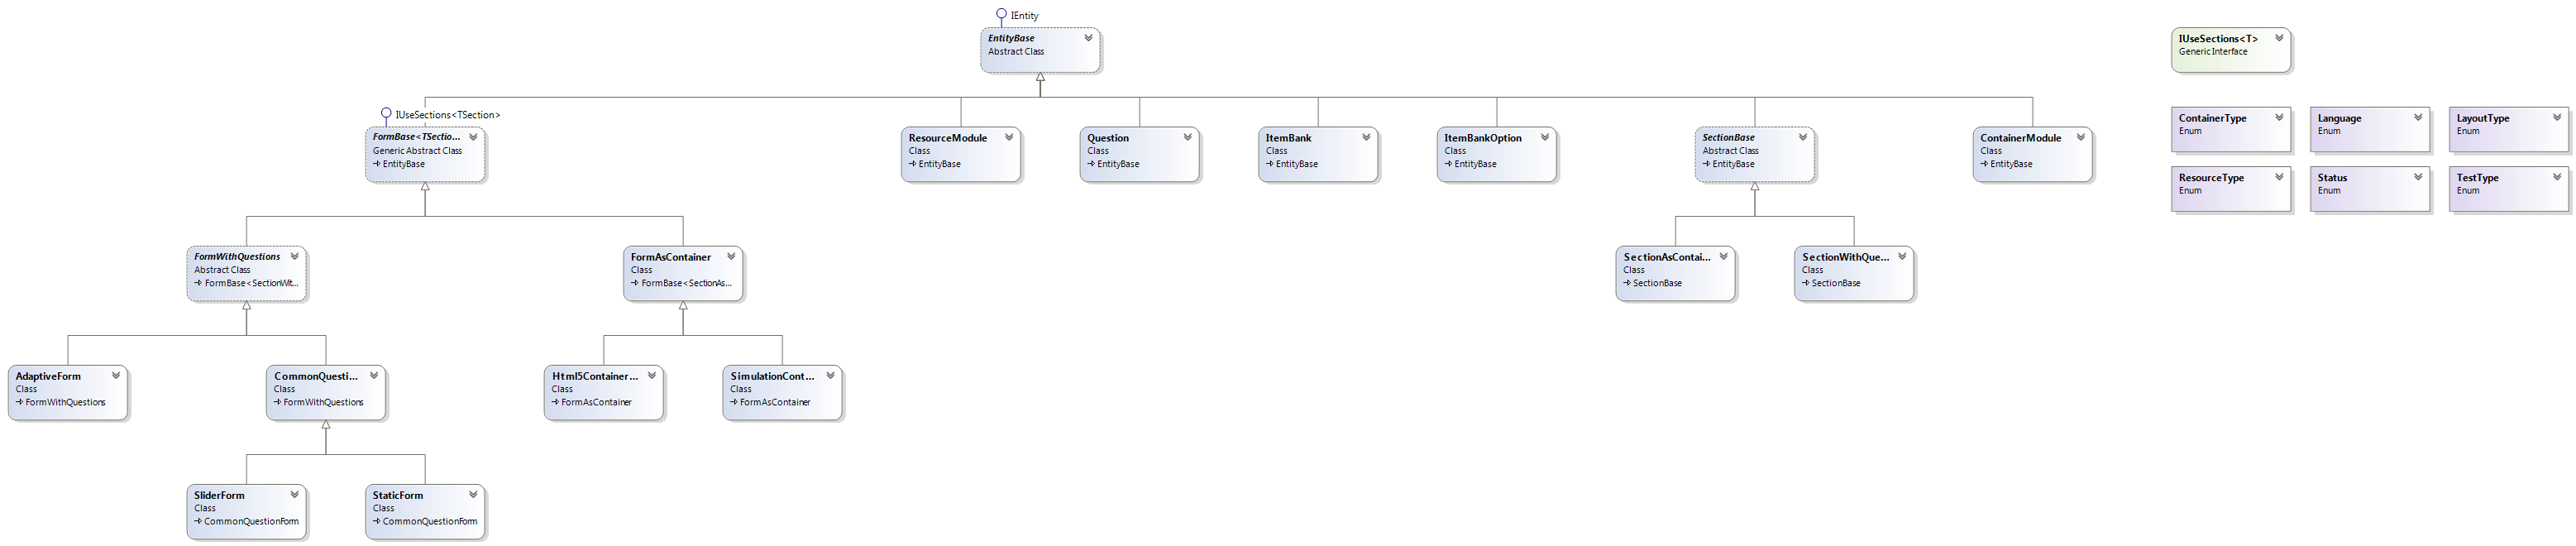 IEntity
EntityBase
Abstract Class
IUseSections<T>
Generic Interface
IUseSections<TSection>
FormBase<TSectio...
Generic Abstract Class
EntityBase
ResourceModule
Class
EntityBase
Question
Class
EntityBase
ItemBank
Class
EntityBase
ItemBankOption
Class
EntityBase
SectionBase
Abstract Class
EntityBase
ContainerModule
Class
EntityBase
ContainerType
Enum
Language
Enum
LayoutType
Enum
ResourceType
Enum
Status
Enum
TestType
Enum
FormWithQuestions
Abstract Class
FormBase<SectionWit...
FormAsContainer
Class
FormBase<SectionAs...
SectionAsContai...
Class
SectionBase
SectionWithQue...
Class
SectionBase
AdaptiveForm
Class
FormWithQuestions
CommonQuesti...
Class
FormWithQuestions
Html5Container...
Class
FormAsContainer
SimulationCont...
Class
FormAsContainer
SliderForm
Class
CommonQuestionForm
StaticForm
Class
CommonQuestionForm